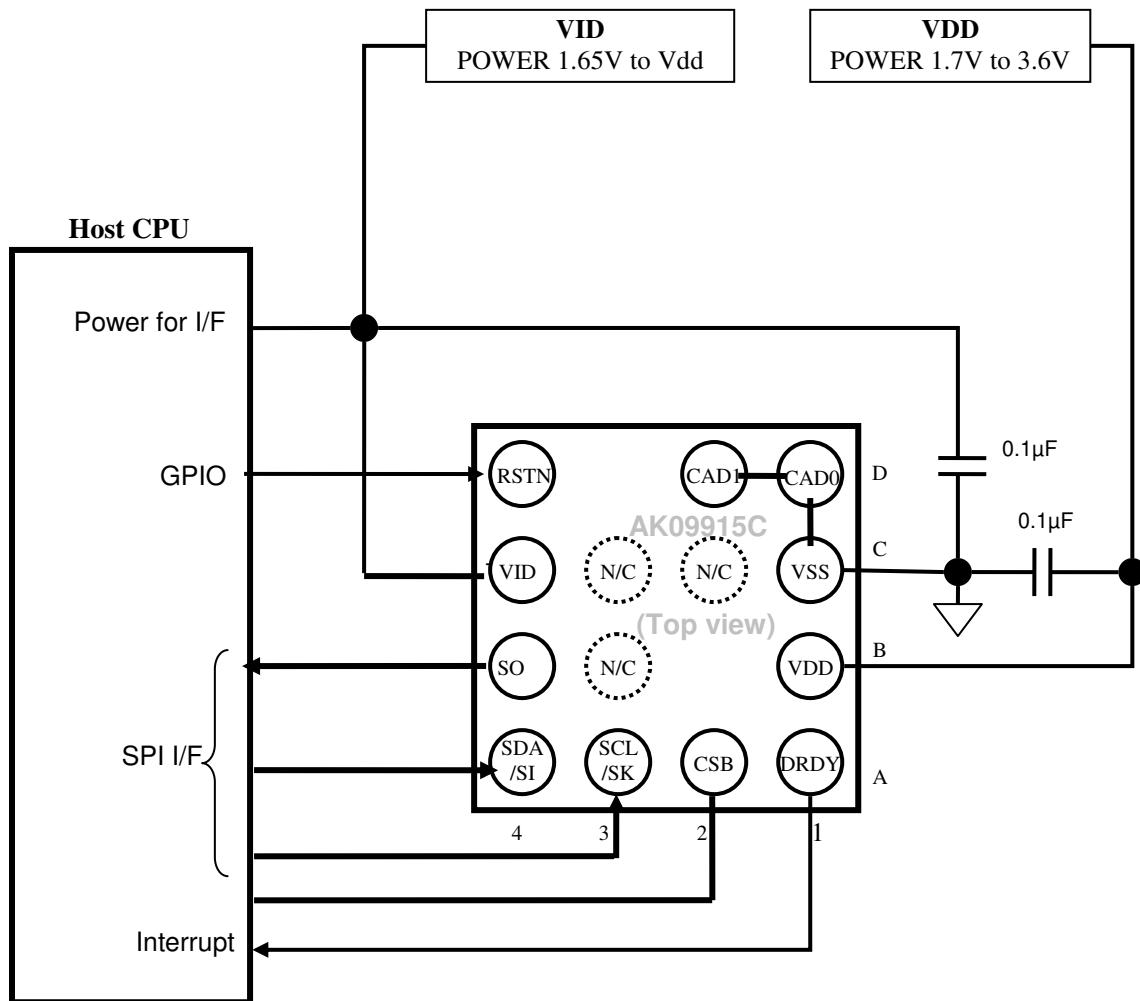 VID
POWER 1.65V to Vdd
VDD
POWER 1.7V to 3.6V
Host CPU
Power for I/F
GPIO
SPI I/F
Interrupt
RSTN
CAD1
CAD0
D
AK09915C
VID
N/C
N/C
VSS
C
(Top view)
SO
N/C
VDD
B
SDA
/SI
SCL
/SK
CSB
DRDY
A
4
3
2
1
0.1µF
0.1µF